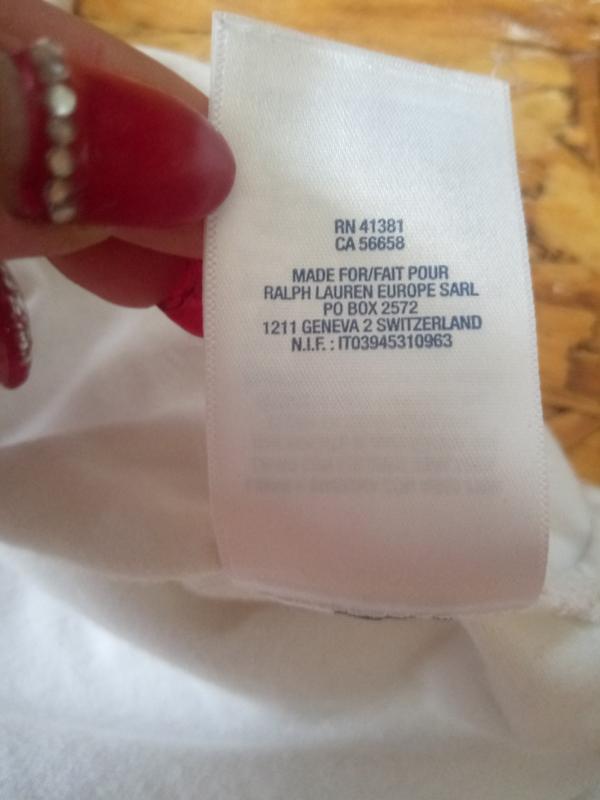 RN 41381
CA 56658
MADE FOR/FAIT POUR
RALPH LAUREN EUROPE SARL
PO BOX 2572
1211 GENEVA 2 SWITZERLAND
N.I.F. : IT03945310963